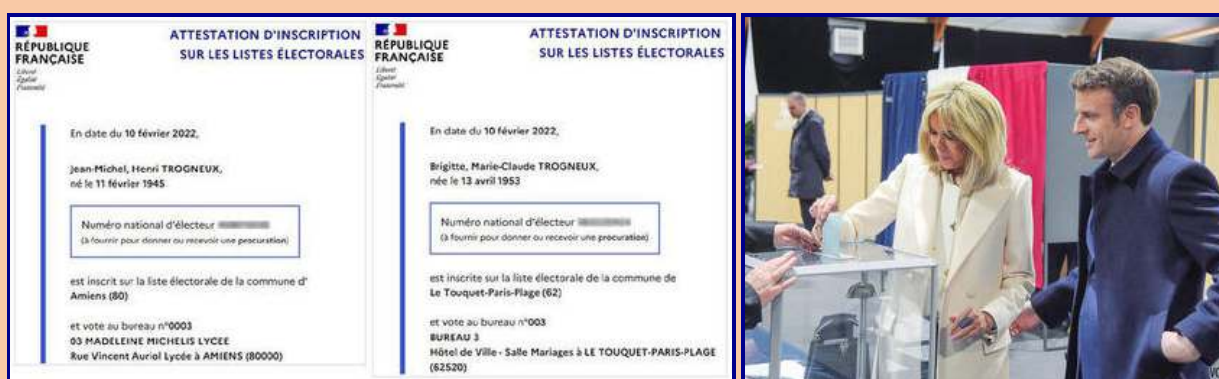 RÉPUBLIQUE
FRANÇAISE
Liberté
Égalité
Fraternité
ATTESTATION D'INSCRIPTION
SUR LES LISTES ÉLECTORALES
En date du 10 février 2022,
Jean-Michel, Henri TROGNEUX,
né le 11 février 1945
Numéro national d'électeur
(à fournir pour donner ou recevoir une procuration)
est inscrit sur la liste électorale de la commune d'
Amiens (80)
et vote au bureau n°0003
03 MADELEINE MICHELIS LYCEE
Rue Vincent Auriol Lycée à AMIENS (80000)
RÉPUBLIQUE
FRANÇAISE
Liberté
Égalité
Fraternité
ATTESTATION D'INSCRIPTION
SUR LES LISTES ÉLECTORALES
En date du 10 février 2022,
Brigitte, Marie-Claude TROGNEUX,
née le 13 avril 1953
Numéro national d'électeur
(à fournir pour donner ou recevoir une procuration)
est inscrite sur la liste électorale de la commune de
Le Touquet-Paris-Plage (62)
et vote au bureau n°003
BUREAU 3
Hôtel de Ville - Salle Mariages à LE TOUQUET-PARIS-PLAGE
(62520)